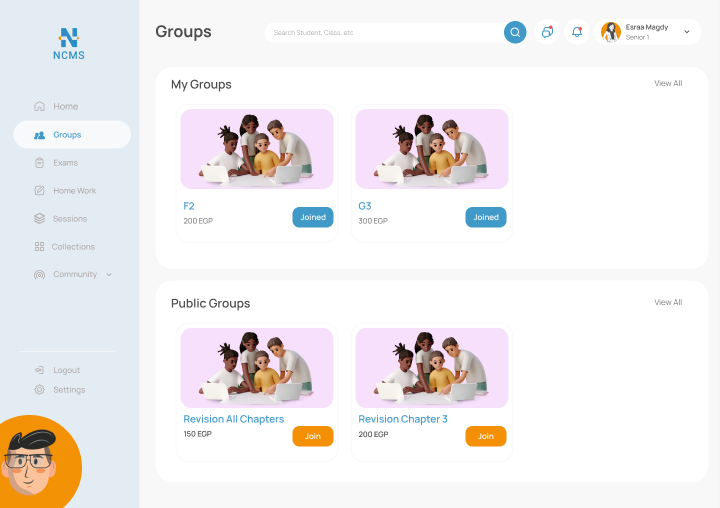 NCMS
Home
Groups
Exams
Home Work
Sessions
Collections
Community
Logout
Settings
Groups
Search Student, Class, etc
Esraa Magdy
Senior 1
My Groups
View All
F2
200 EGP
Joined
G3
300 EGP
Joined
Public Groups
View All
Revision All Chapters
150 EGP
Join
Revision Chapter 3
200 EGP
Join